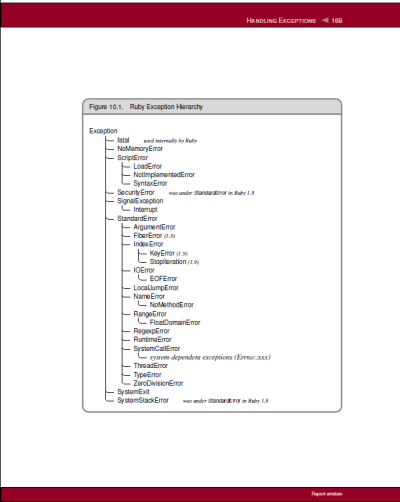 HANDLING EXCEPTIONS ◄ 169
Figure 10.1. Ruby Exception Hierarchy
Exception
fatal used internally by Ruby
NoMemoryError
ScriptError
LoadError
NotImplementedError
SyntaxError
SecurityError was under StandardError in Ruby 1.8
SignalException
Interrupt
StandardError
ArgumentError
FiberError (1.9)
IndexError
KeyError (1.9)
StopIteration (1.9)
IOError
EOFError
LocalJumpError
NameError
NoMethodError
RangeError
FloatDomainError
RegexpError
RuntimeError
SystemCallError
system-dependent exceptions (Errno::xxx)
ThreadError
TypeError
ZeroDivisionError
SystemExit
SystemStackError was under StandardError in Ruby 1.8
Report erratum